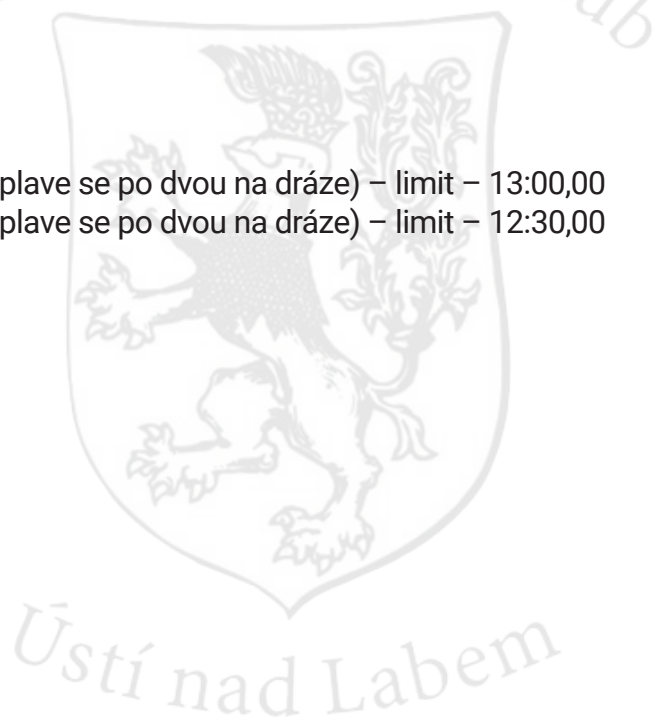 plave se po dvou na dráze) – limit – 13:00,00
plave se po dvou na dráze) – limit – 12:30,00
Ústí nad Labem